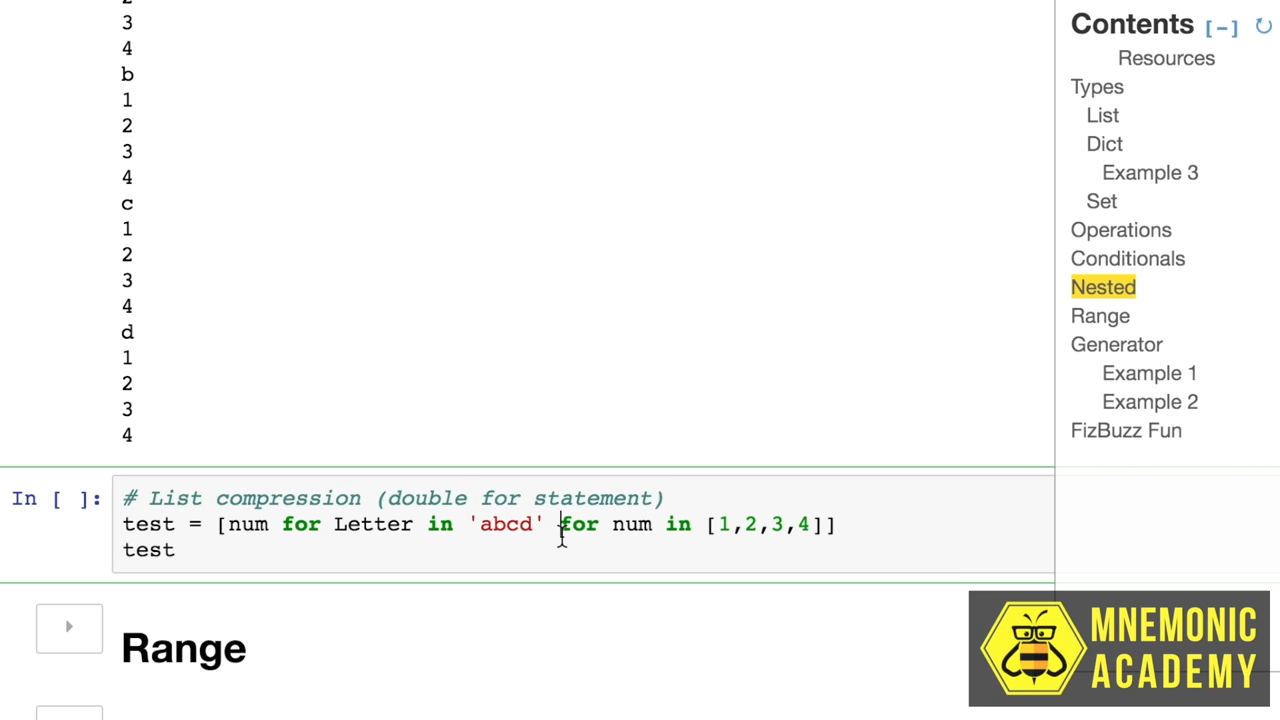 3
4
b
1
2
3
4
c
1
2
3
4
d
1
2
3
4
In [ ]:
# List compression (double for statement)
test = [num for Letter in 'abcd' for num in [1,2,3,4]]
test
Range
Contents [-] ↻
Resources
Types
List
Dict
Example 3
Set
Operations
Conditionals
Nested
Range
Generator
Example 1
Example 2
FizBuzz Fun
MNEMONIC
ACADEMY